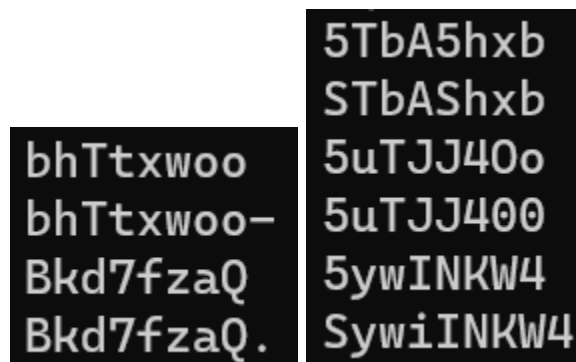 bhTtxwoo
bhTtxwoo-
Bkd7fzaQ
Bkd7fzaQ.
5TbA5hxb
STbAShxb
5uTJJ4Oo
5uTJJ400
5ywINKW4
SywiINKW4